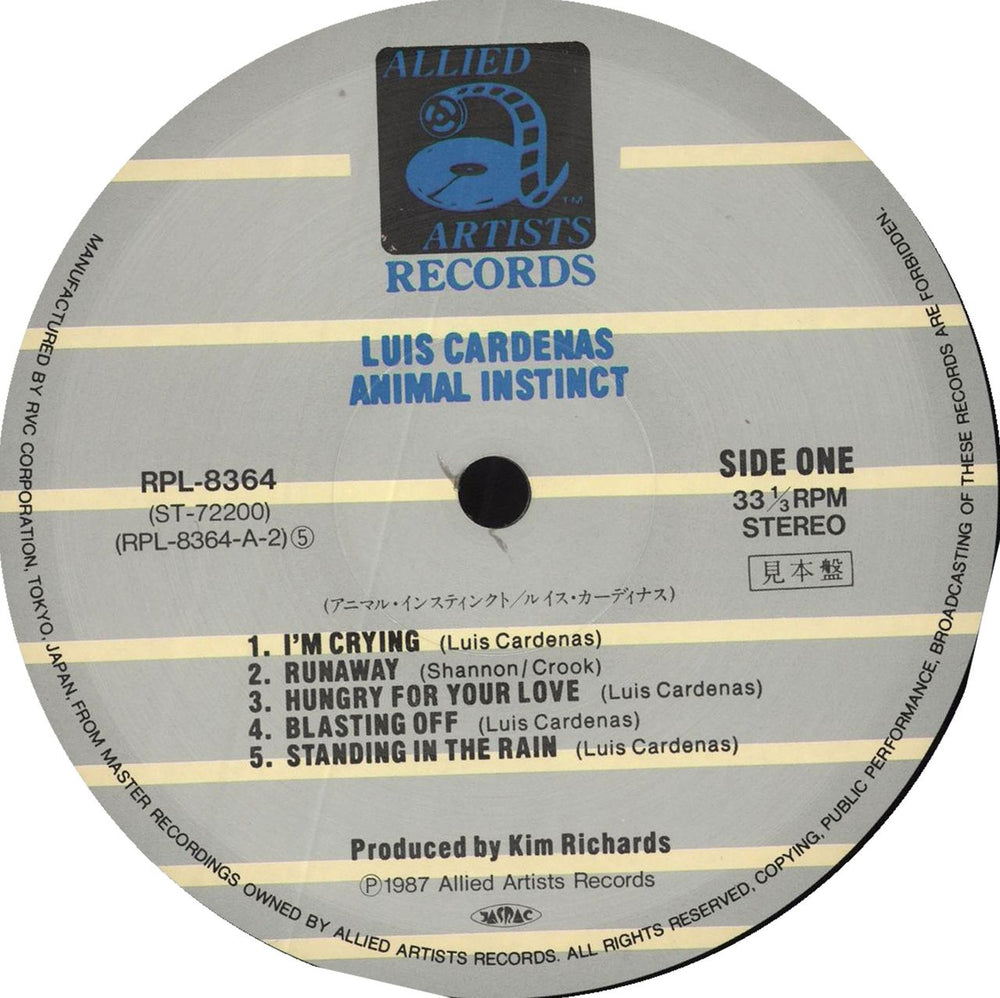 ALLIED
ARTISTS
TM
RECORDS
LUIS CARDENAS
ANIMAL INSTINCT
RPL-8364
(ST-72200)
(RPL-8364-A-2)⑤
SIDE ONE
33 1/3 RPM
STEREO
見本盤
(アニマル・インスティンクト/ルイス・カーディナス)
1. I'M CRYING (Luis Cardenas)
2. RUNAWAY (Shannon/Crook)
3. HUNGRY FOR YOUR LOVE (Luis Cardenas)
4. BLASTING OFF (Luis Cardenas)
5. STANDING IN THE RAIN (Luis Cardenas)
Produced by Kim Richards
Ⓟ1987 Allied Artists Records
JASRAC
MANUFACTURED BY RVC CORPORATION, TOKYO, JAPAN, FROM MASTER RECORDINGS OWNED BY ALLIED ARTISTS RECORDS. ALL RIGHTS RESERVED, COPYING, PUBLIC PERFORMANCE, BROADCASTING OF THESE RECORDS ARE FORBIDDEN.